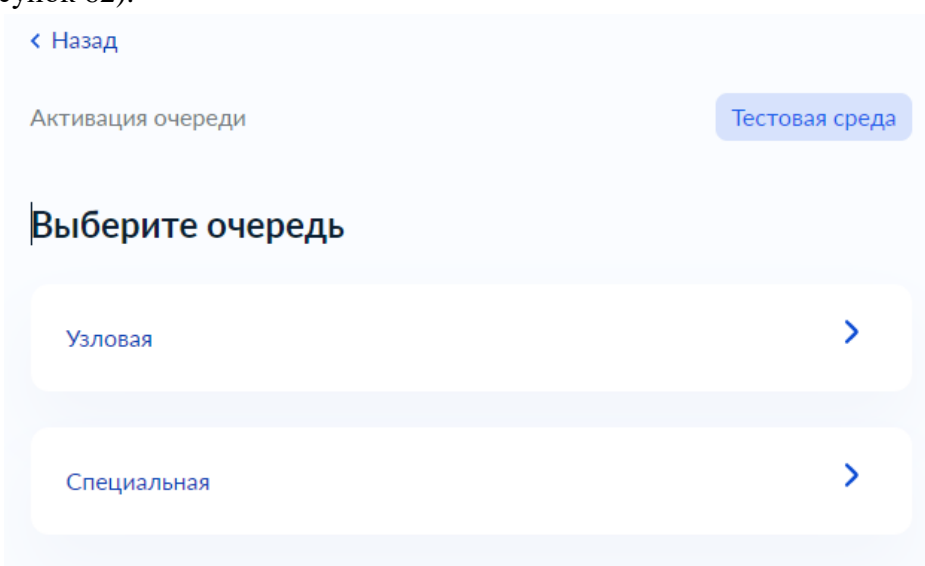 Назад
Активация очереди
Тестовая среда
Выберите очередь
Узловая
Специальная